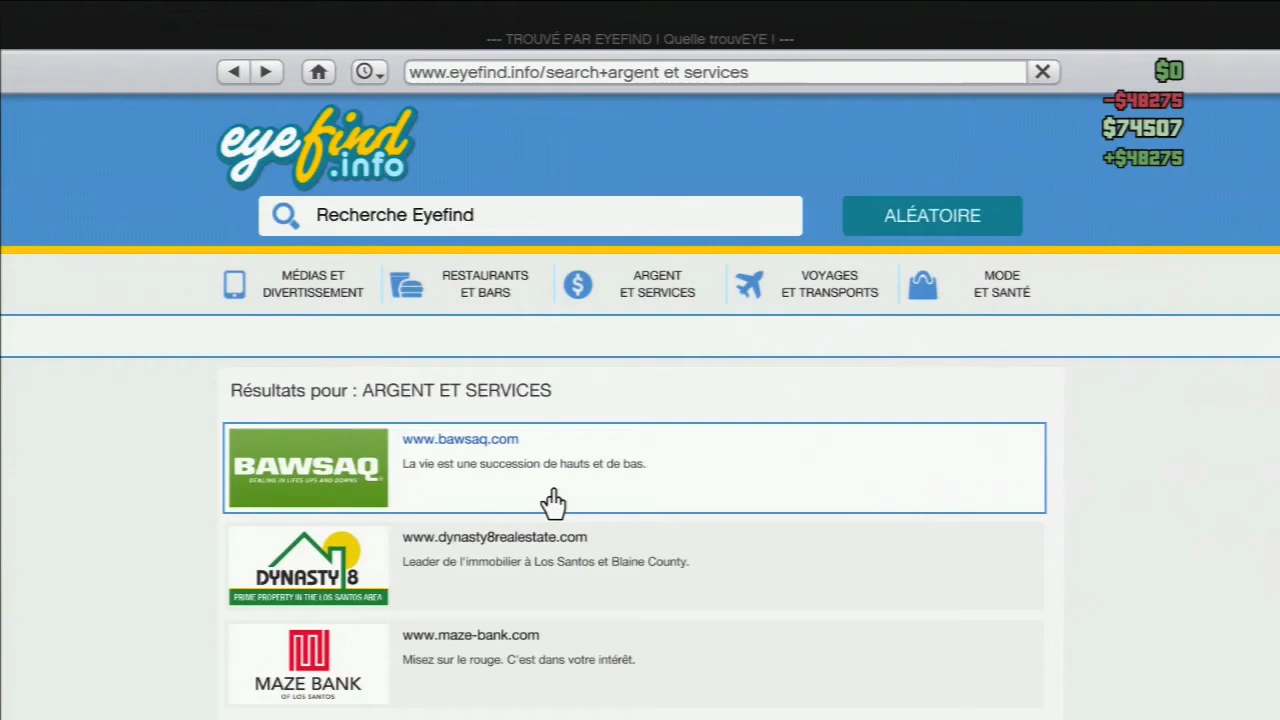 --- TROUVÉ PAR EYEFIND ! Quelle trouvEYE ! ---
www.eyefind.info/search+argent et services
$0
-$48275
$74507
+$48275
eyefind
.info
Recherche Eyefind
ALÉATOIRE
MÉDIAS ET
DIVERTISSEMENT
RESTAURANTS
ET BARS
ARGENT
ET SERVICES
VOYAGES
ET TRANSPORTS
MODE
ET SANTÉ
Résultats pour : ARGENT ET SERVICES
BAWSAQ
DEALING IN LIFES UPS AND DOWNS
www.bawsaq.com
La vie est une succession de hauts et de bas.
DYNASTY 8
PRIME PROPERTY IN THE LOS SANTOS AREA
www.dynasty8realestate.com
Leader de l'immobilier à Los Santos et Blaine County.
MAZE BANK
OF LOS SANTOS
www.maze-bank.com
Misez sur le rouge. C'est dans votre intérêt.